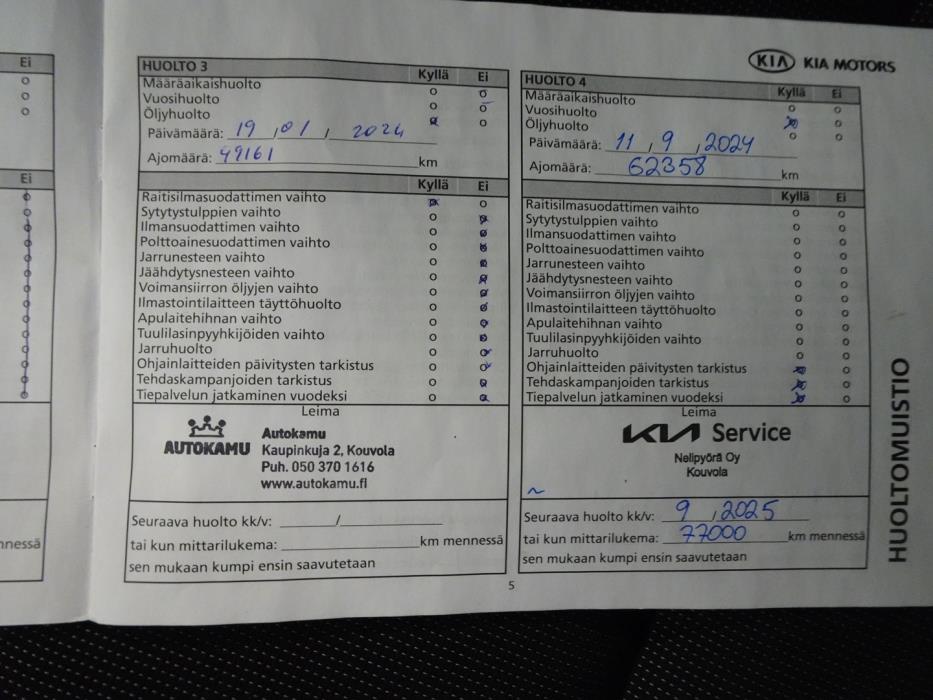 Ei
Ei
nnessä
HUOLTO 3 Kyllä Ei
Määräaikaishuolto
Vuosihuolto
Öljyhuolto
Päivämäärä: 19 , 01 , 2024
Ajomäärä: 49161 km
Kyllä Ei
Raitisilmasuodattimen vaihto
Sytytystulppien vaihto
Ilmansuodattimen vaihto
Polttoainesuodattimen vaihto
Jarrunesteen vaihto
Jäähdytysnesteen vaihto
Voimansiirron öljyjen vaihto
Ilmastointilaitteen täyttöhuolto
Apulaitehihnan vaihto
Tuulilasinpyyhkijöiden vaihto
Jarruhuolto
Ohjainlaitteiden päivitysten tarkistus
Tehdaskampanjoiden tarkistus
Tiepalvelun jatkaminen vuodeksi
Leima
AUTOKAMU
Autokamu
Kaupinkuja 2, Kouvola
Puh. 050 370 1616
www.autokamu.fi
Seuraava huolto kk/v: /
tai kun mittarilukema: km mennessä
sen mukaan kumpi ensin saavutetaan
KIA KIA MOTORS
HUOLTO 4 Kyllä Ei
Määräaikaishuolto
Vuosihuolto
Öljyhuolto
Päivämäärä: 11 , 9 , 2024
Ajomäärä: 62358 km
Kyllä Ei
Raitisilmasuodattimen vaihto
Sytytystulppien vaihto
Ilmansuodattimen vaihto
Polttoainesuodattimen vaihto
Jarrunesteen vaihto
Jäähdytysnesteen vaihto
Voimansiirron öljyjen vaihto
Ilmastointilaitteen täyttöhuolto
Apulaitehihnan vaihto
Tuulilasinpyyhkijöiden vaihto
Jarruhuolto
Ohjainlaitteiden päivitysten tarkistus
Tehdaskampanjoiden tarkistus
Tiepalvelun jatkaminen vuodeksi
Leima
KIA Service
Nelipyörä Oy
Kouvola
Seuraava huolto kk/v: 9 , 2025
tai kun mittarilukema: 77000 km mennessä
sen mukaan kumpi ensin saavutetaan
5
HUOLTOMUISTIO